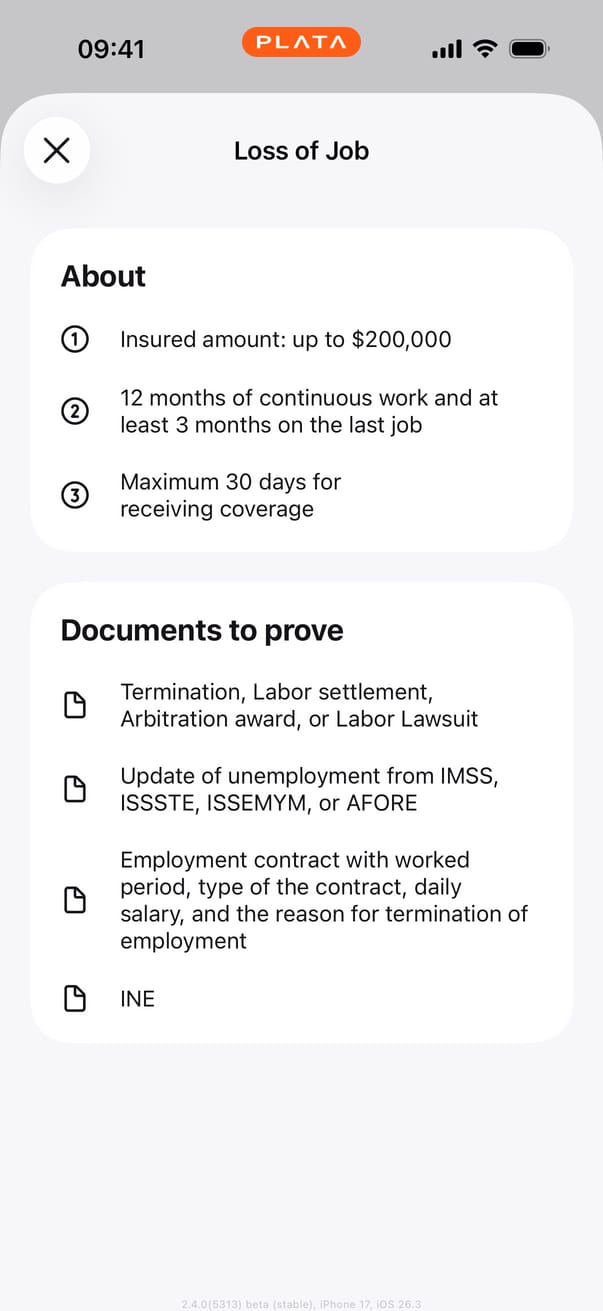 09:41
PLATA
Loss of Job
About
1
Insured amount: up to $200,000
2
12 months of continuous work and at
least 3 months on the last job
3
Maximum 30 days for
receiving coverage
Documents to prove
Termination, Labor settlement,
Arbitration award, or Labor Lawsuit
Update of unemployment from IMSS,
ISSSTE, ISSEMYM, or AFORE
Employment contract with worked
period, type of the contract, daily
salary, and the reason for termination of
employment
INE
2.4.0(5313) beta (stable), iPhone 17, iOS 26.3